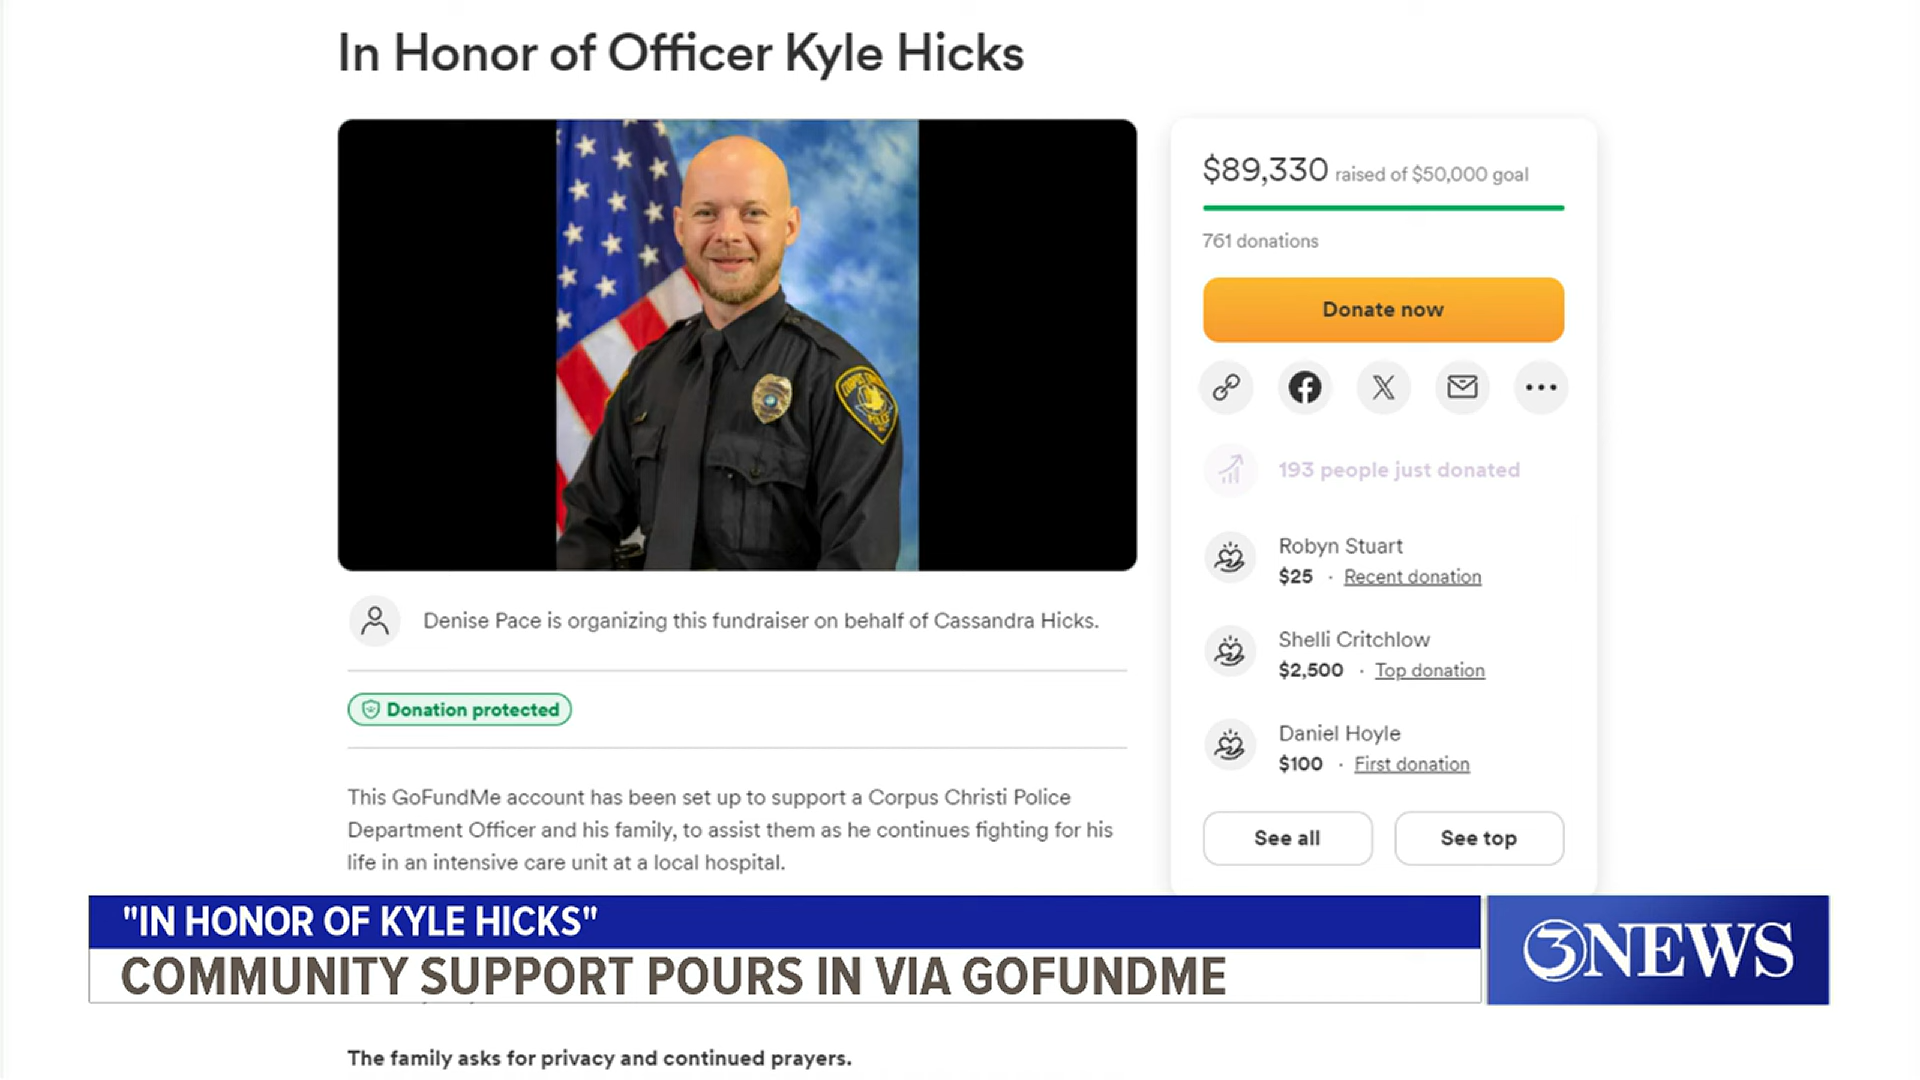 In Honor of Officer Kyle Hicks
$89,330 raised of $50,000 goal
761 donations
Donate now
193 people just donated
Robyn Stuart
$25 · Recent donation
Shelli Critchlow
$2,500 · Top donation
Daniel Hoyle
$100 · First donation
See all
See top
Denise Pace is organizing this fundraiser on behalf of Cassandra Hicks.
Donation protected
This GoFundMe account has been set up to support a Corpus Christi Police
Department Officer and his family, to assist them as he continues fighting for his
life in an intensive care unit at a local hospital.
"IN HONOR OF KYLE HICKS"
COMMUNITY SUPPORT POURS IN VIA GOFUNDME
3NEWS
The family asks for privacy and continued prayers.